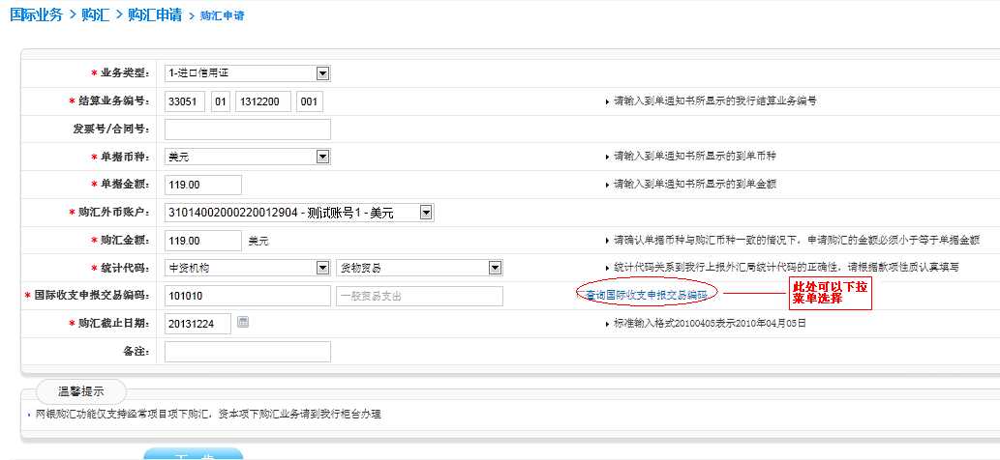 国际业务 > 购汇 > 购汇申请 > 购汇申请
* 业务类型： 1-进口信用证
* 结算业务编号： 33051 01 1312200 001 请输入到单通知书所显示的我行结算业务编号
发票号/合同号：
* 单据币种： 美元 请输入到单通知书所显示的到单币种
* 单据金额： 119.00 请输入到单通知书所显示的到单金额
* 购汇外币账户： 31014002000220012904 - 测试账号1 - 美元
* 购汇金额： 119.00 美元 请确认单据币种与购汇币种一致的情况下，申请购汇的金额必须小于等于单据金额
* 统计代码： 中资机构 货物贸易 统计代码关系到我行上报外汇局统计代码的正确性，请根据款项性质认真填写
* 国际收支申报交易编码： 101010 一般贸易支出 查询国际收支申报交易编码 此处可以下拉
菜单选择
* 购汇截止日期： 20131224 标准输入格式20100405表示2010年04月05日
备注：
温馨提示
网银购汇功能仅支持经常项目项下购汇，资本项下购汇业务请到我行柜台办理
下一步